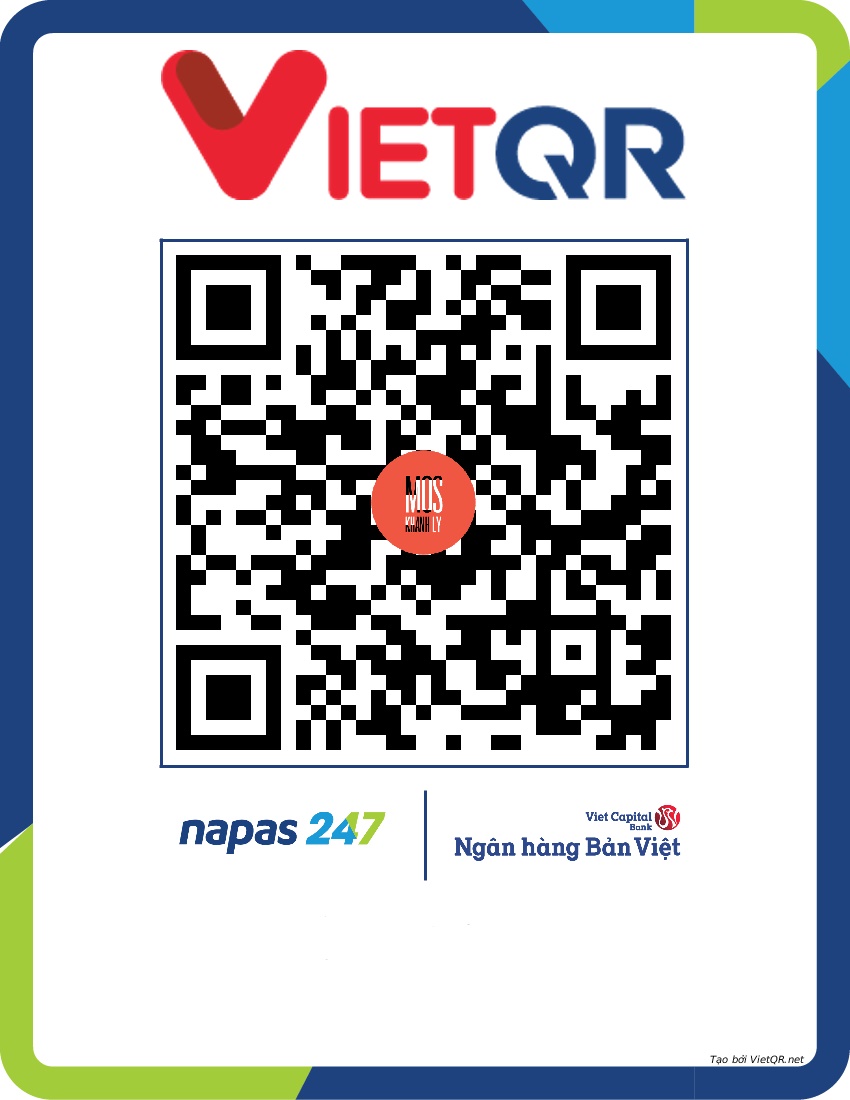 VIETQR
MOS
KHANH LY
napas 247
Viet Capital
Bank
Ngân hàng Bản Việt
Tạo bởi VietQR.net